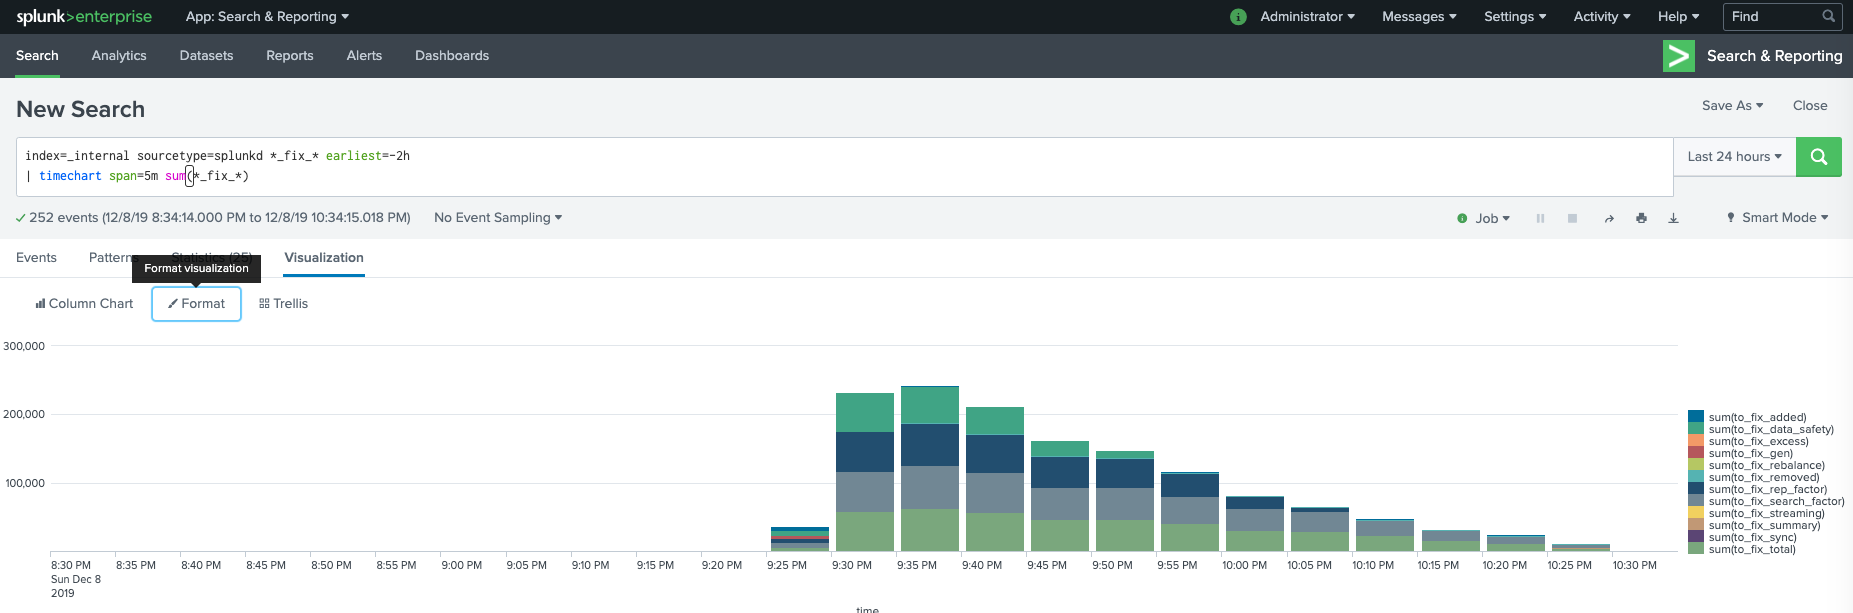 splunk>enterprise App: Search & Reporting ▾ i Administrator ▾ Messages ▾ Settings ▾ Activity ▾ Help ▾ Find
Search Analytics Datasets Reports Alerts Dashboards > Search & Reporting
New Search Save As ▾ Close
index=_internal sourcetype=splunkd *_fix_* earliest=-2h
| timechart span=5m sum(*_fix_*)
Last 24 hours ▾
✓ 252 events (12/8/19 8:34:14.000 PM to 12/8/19 10:34:15.018 PM) No Event Sampling ▾ Job ▾ Smart Mode ▾
Events Patterns Statistics (25) Visualization
Format visualization
Column Chart Format Trellis
300,000
200,000
100,000
sum(to_fix_added)
sum(to_fix_data_safety)
sum(to_fix_excess)
sum(to_fix_gen)
sum(to_fix_rebalance)
sum(to_fix_removed)
sum(to_fix_rep_factor)
sum(to_fix_search_factor)
sum(to_fix_streaming)
sum(to_fix_summary)
sum(to_fix_sync)
sum(to_fix_total)
8:30 PM 8:35 PM 8:40 PM 8:45 PM 8:50 PM 8:55 PM 9:00 PM 9:05 PM 9:10 PM 9:15 PM 9:20 PM 9:25 PM 9:30 PM 9:35 PM 9:40 PM 9:45 PM 9:50 PM 9:55 PM 10:00 PM 10:05 PM 10:10 PM 10:15 PM 10:20 PM 10:25 PM 10:30 PM
Sun Dec 8
2019
time